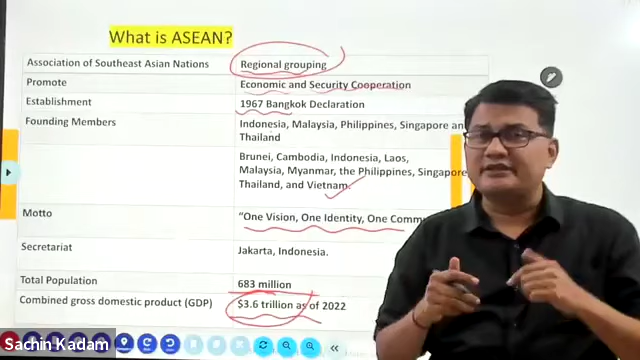 What is ASEAN?
Association of Southeast Asian Nations Regional grouping
Promote Economic and Security Cooperation
Establishment 1967 Bangkok Declaration
Founding Members Indonesia, Malaysia, Philippines, Singapore an
Thailand
Brunei, Cambodia, Indonesia, Laos,
Malaysia, Myanmar, the Philippines, Singapore
Thailand, and Vietnam.
Motto "One Vision, One Identity, One Comm
Secretariat Jakarta, Indonesia.
Total Population 683 million
Combined gross domestic product (GDP) $3.6 trillion as of 2022
Sachin Kadam